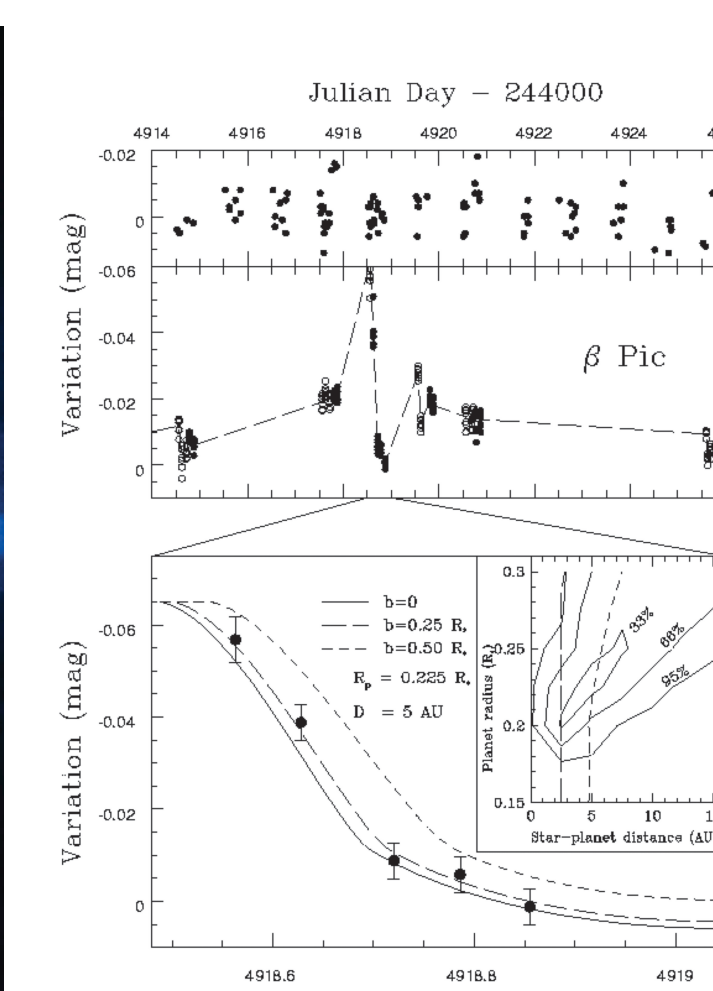 Julian Day – 244000
4914 4916 4918 4920 4922 4924
-0.02
0
Variation (mag)
-0.06
-0.04
-0.02
0
Variation (mag)
β Pic
b=0
b=0.25 R*
b=0.50 R*
Rp = 0.225 R*
D = 5 AU
-0.06
-0.04
-0.02
0
Variation (mag)
4918.6 4918.8 4919
0.3
0.25
0.2
0.15
Planet radius (R*)
33%
66%
95%
0 5 10
Star-planet distance (AU